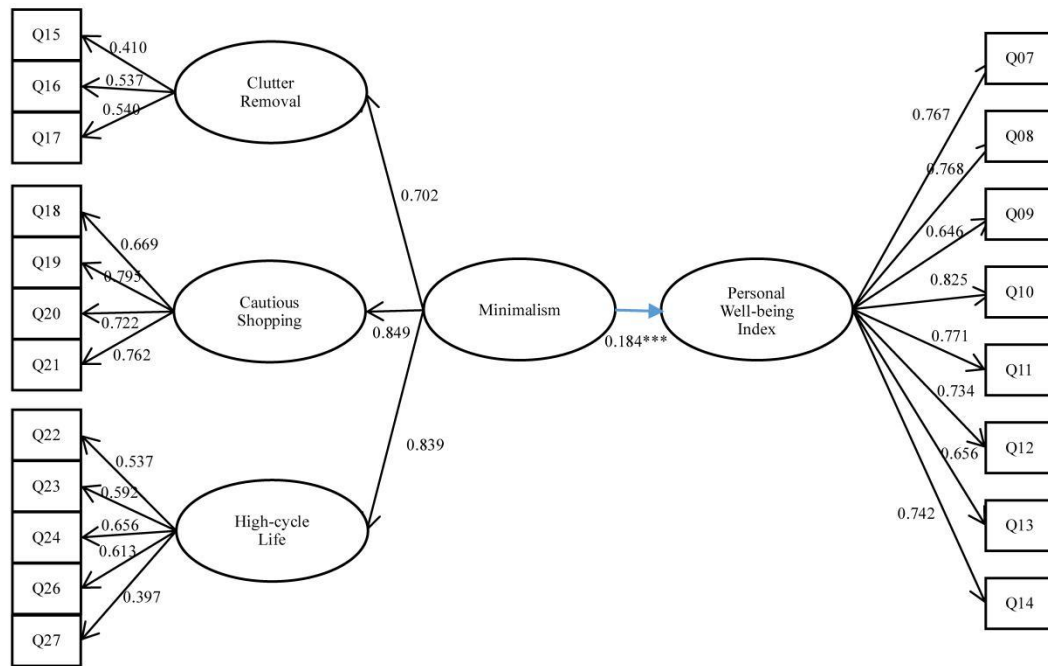 Q15
0.410
Q16
0.537
Q17
0.540
Clutter
Removal
Q18
0.669
Q19
0.795
Q20
0.722
Q21
0.762
Cautious
Shopping
Q22
0.537
Q23
0.592
Q24
0.656
Q26
0.613
Q27
0.397
High-cycle
Life
0.702
0.849
0.839
Minimalism
0.184***
Personal
Well-being
Index
0.767
Q07
0.768
Q08
0.646
Q09
0.825
Q10
0.771
Q11
0.734
Q12
0.656
Q13
0.742
Q14